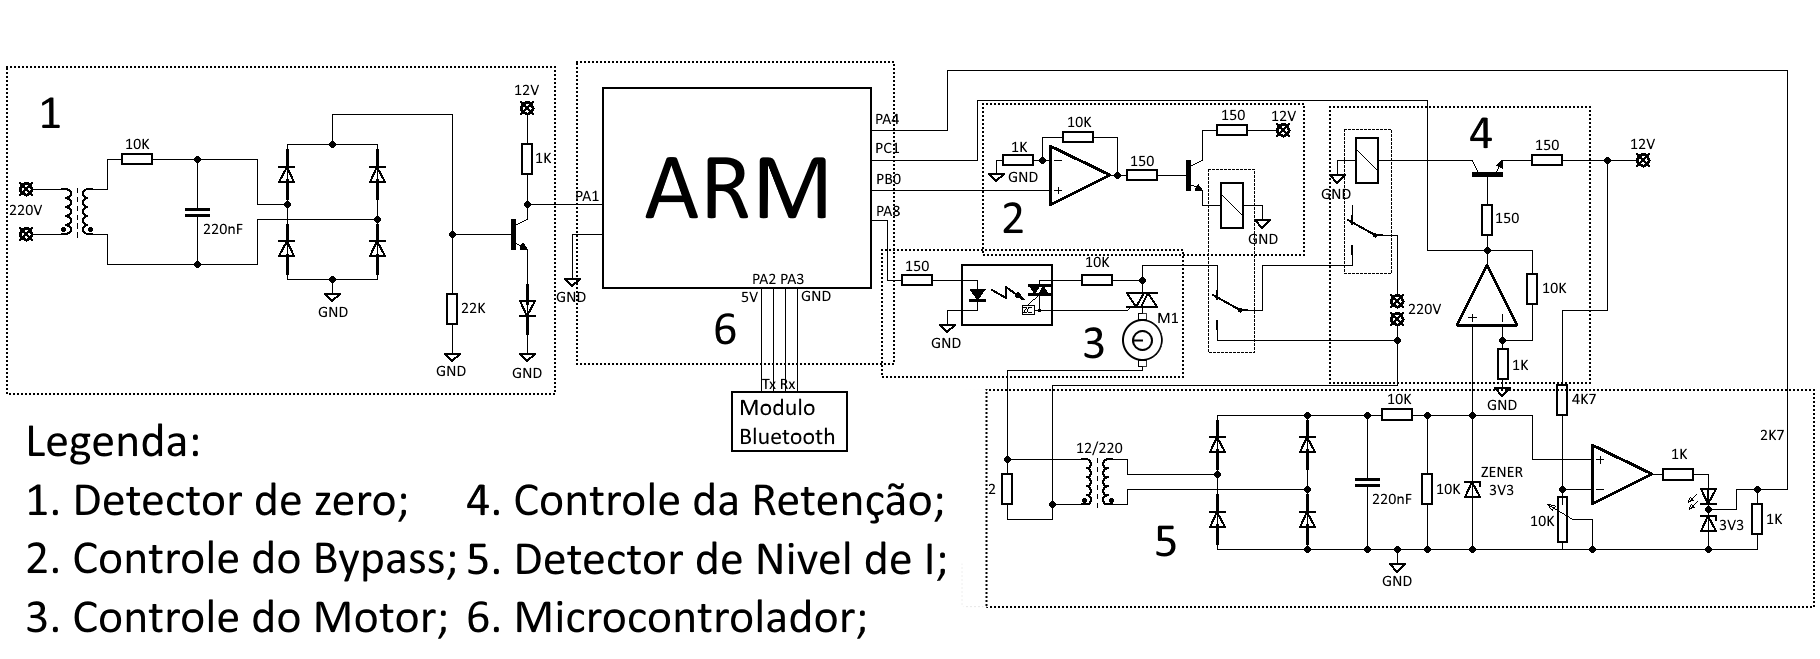 1
220V
10K
220nF
GND
12V
1K
22K
GND
GND
PA1
GND
ARM
PA4
PC1
PB0
PA8
PA2 PA3
5V
GND
6
Tx Rx
Modulo
Bluetooth
2
1K
GND
10K
150
150
12V
GND
3
150
GND
10K
M1
4
GND
150
12V
150
10K
220V
1K
GND
4K7
5
2
12/220
10K
220nF
10K
ZENER
3V3
GND
10K
1K
3V3
1K
2K7
Legenda:
1. Detector de zero;
2. Controle do Bypass;
3. Controle do Motor;
4. Controle da Retenção;
5. Detector de Nivel de I;
6. Microcontrolador;